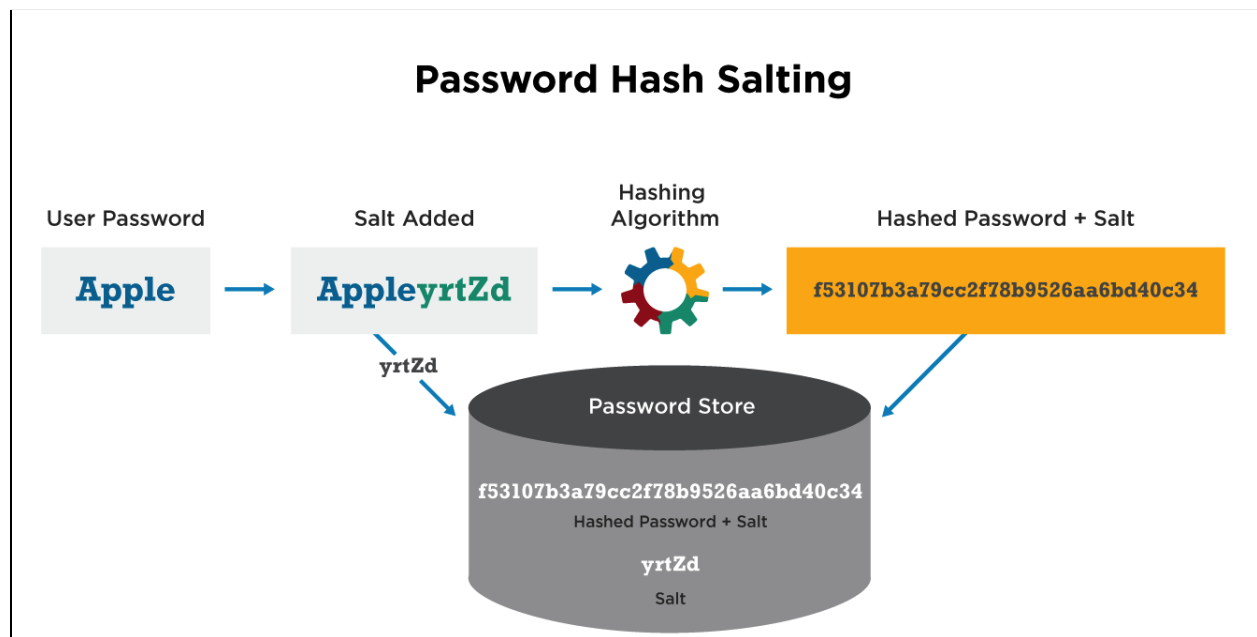 Password Hash Salting
User Password
Salt Added
Hashing
Algorithm
Hashed Password + Salt
Apple
AppleyrtZd
f53107b3a79cc2f78b9526aa6bd40c34
yrtZd
Password Store
f53107b3a79cc2f78b9526aa6bd40c34
Hashed Password + Salt
yrtZd
Salt